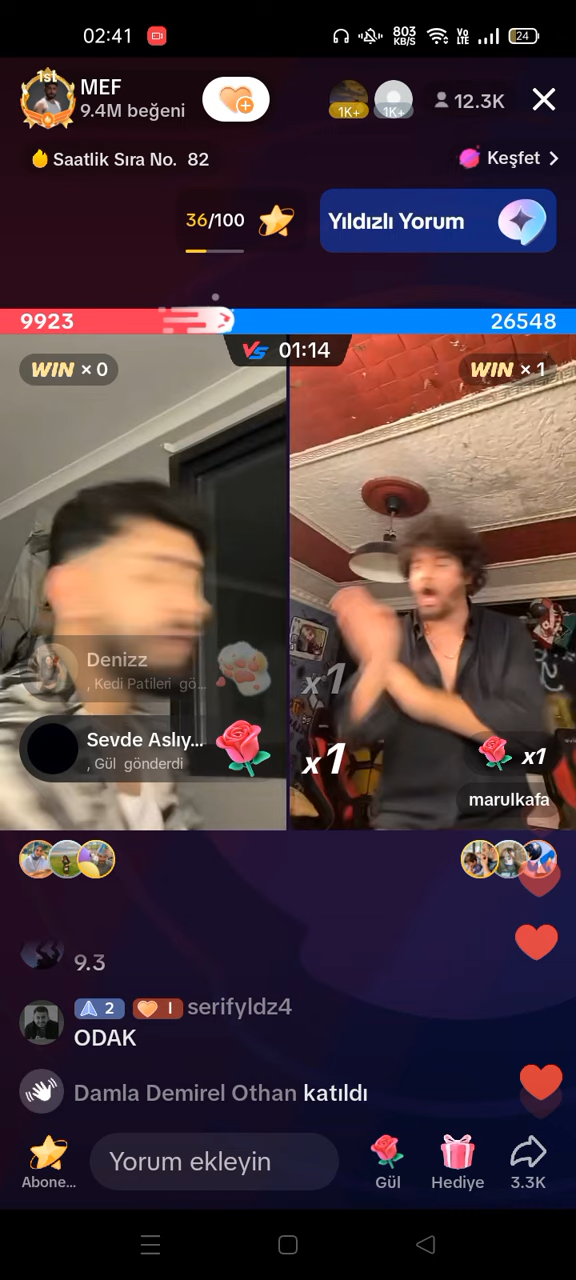 02:41
803
KB/S
Vo
LTE
24
1st
MEF
9.4M beğeni
1K+
1K+
12.3K
Saatlik Sıra No. 82
Keşfet
36/100
Yıldızlı Yorum
9923
26548
VS 01:14
WIN × 0
WIN × 1
Denizz
, Kedi Patileri gö...
x1
Sevde Aslıy...
, Gül gönderdi
x1
x1
marulkafa
9.3
2
I
serifyldz4
ODAK
Damla Demirel Othan katıldı
Abone...
Yorum ekleyin
Gül
Hediye
3.3K